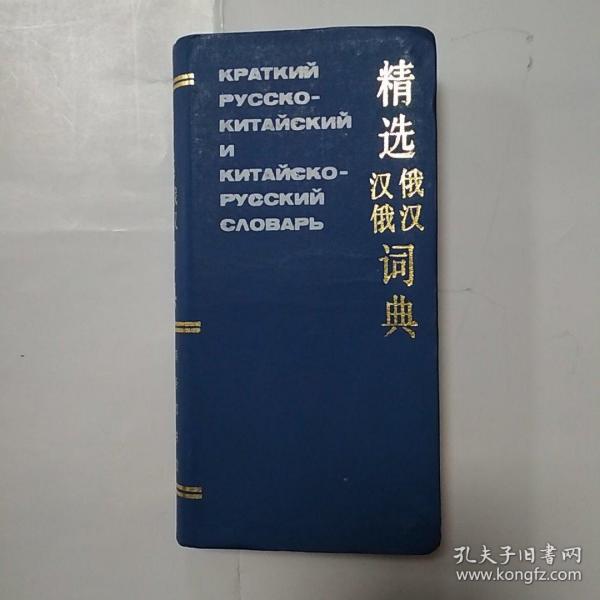 КРАТКИЙ
РУССКО-
КИТАЙСКИЙ
И
КИТАЙСКО-
РУССКИЙ
СЛОВАРЬ
精选
俄汉
汉俄
词典
孔夫子旧书网
www.kongfz.com